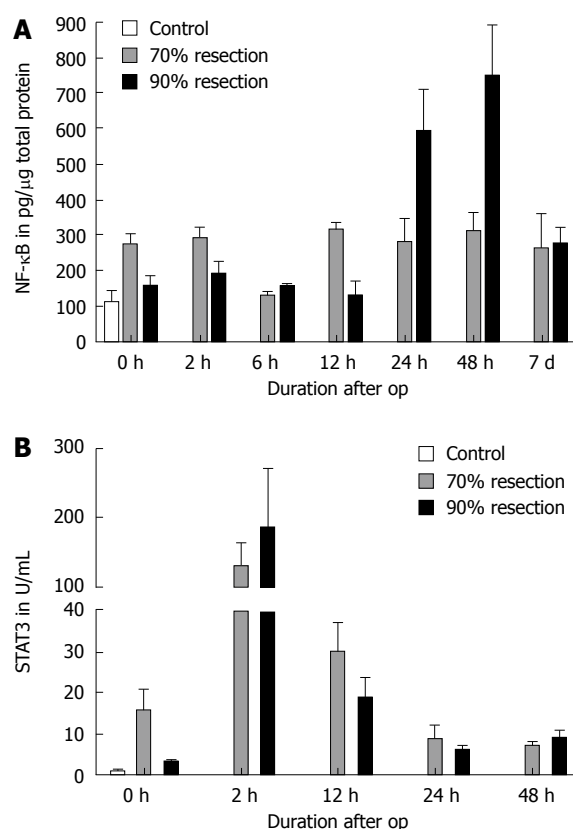 A
Control
70% resection
90% resection
900
800
700
600
500
400
300
200
100
0
NF-κB in pg/μg total protein
0 h 2 h 6 h 12 h 24 h 48 h 7 d
Duration after op
B
Control
70% resection
90% resection
300
200
100
40
30
20
10
0
STAT3 in U/mL
0 h 2 h 12 h 24 h 48 h
Duration after op